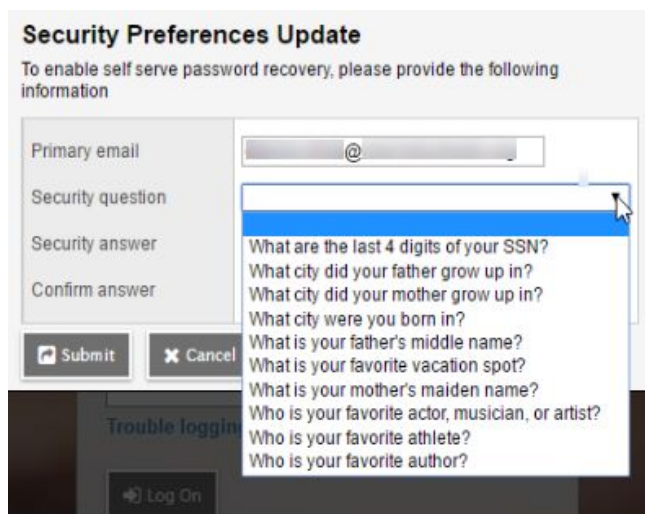 Security Preferences Update
To enable self serve password recovery, please provide the following
information
Primary email
@
Security question
What are the last 4 digits of your SSN?
Security answer
What city did your father grow up in?
What city did your mother grow up in?
Confirm answer
What city were you born in?
What is your father's middle name?
Submit
Cancel
What is your favorite vacation spot?
What is your mother's maiden name?
Who is your favorite actor, musician, or artist?
Trouble loggin
Who is your favorite athlete?
Who is your favorite author?
Log On